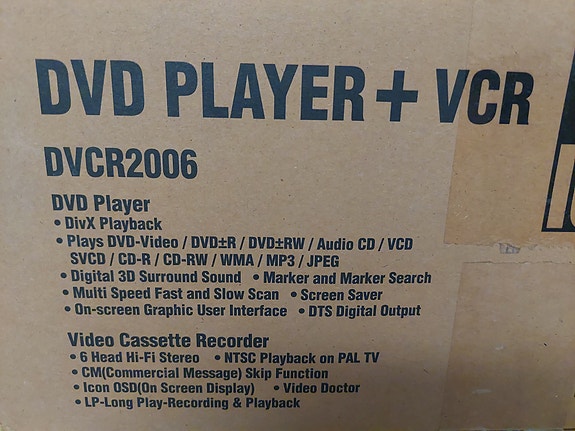 DVD PLAYER + VCR
DVCR2006
DVD Player
• DivX Playback
• Plays DVD-Video / DVD±R / DVD±RW / Audio CD / VCD
SVCD / CD-R / CD-RW / WMA / MP3 / JPEG
• Digital 3D Surround Sound • Marker and Marker Search
• Multi Speed Fast and Slow Scan • Screen Saver
• On-screen Graphic User Interface • DTS Digital Output
Video Cassette Recorder
• 6 Head Hi-Fi Stereo • NTSC Playback on PAL TV
• CM(Commercial Message) Skip Function
• Icon OSD(On Screen Display) • Video Doctor
• LP-Long Play-Recording & Playback